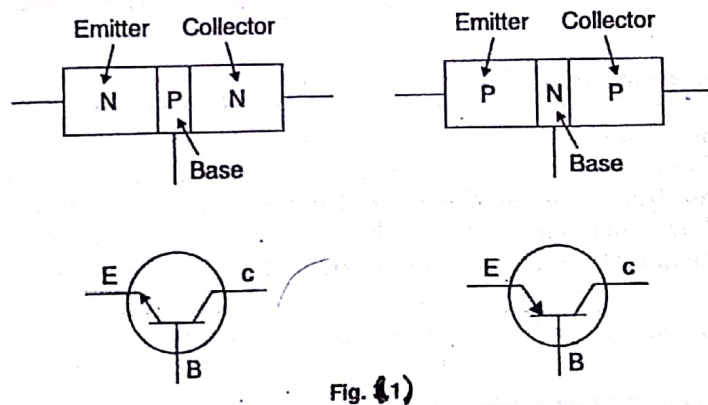 Emitter Collector
N P N
Base
Emitter Collector
P N P
Base
E c
B
E c
B
Fig. (1)